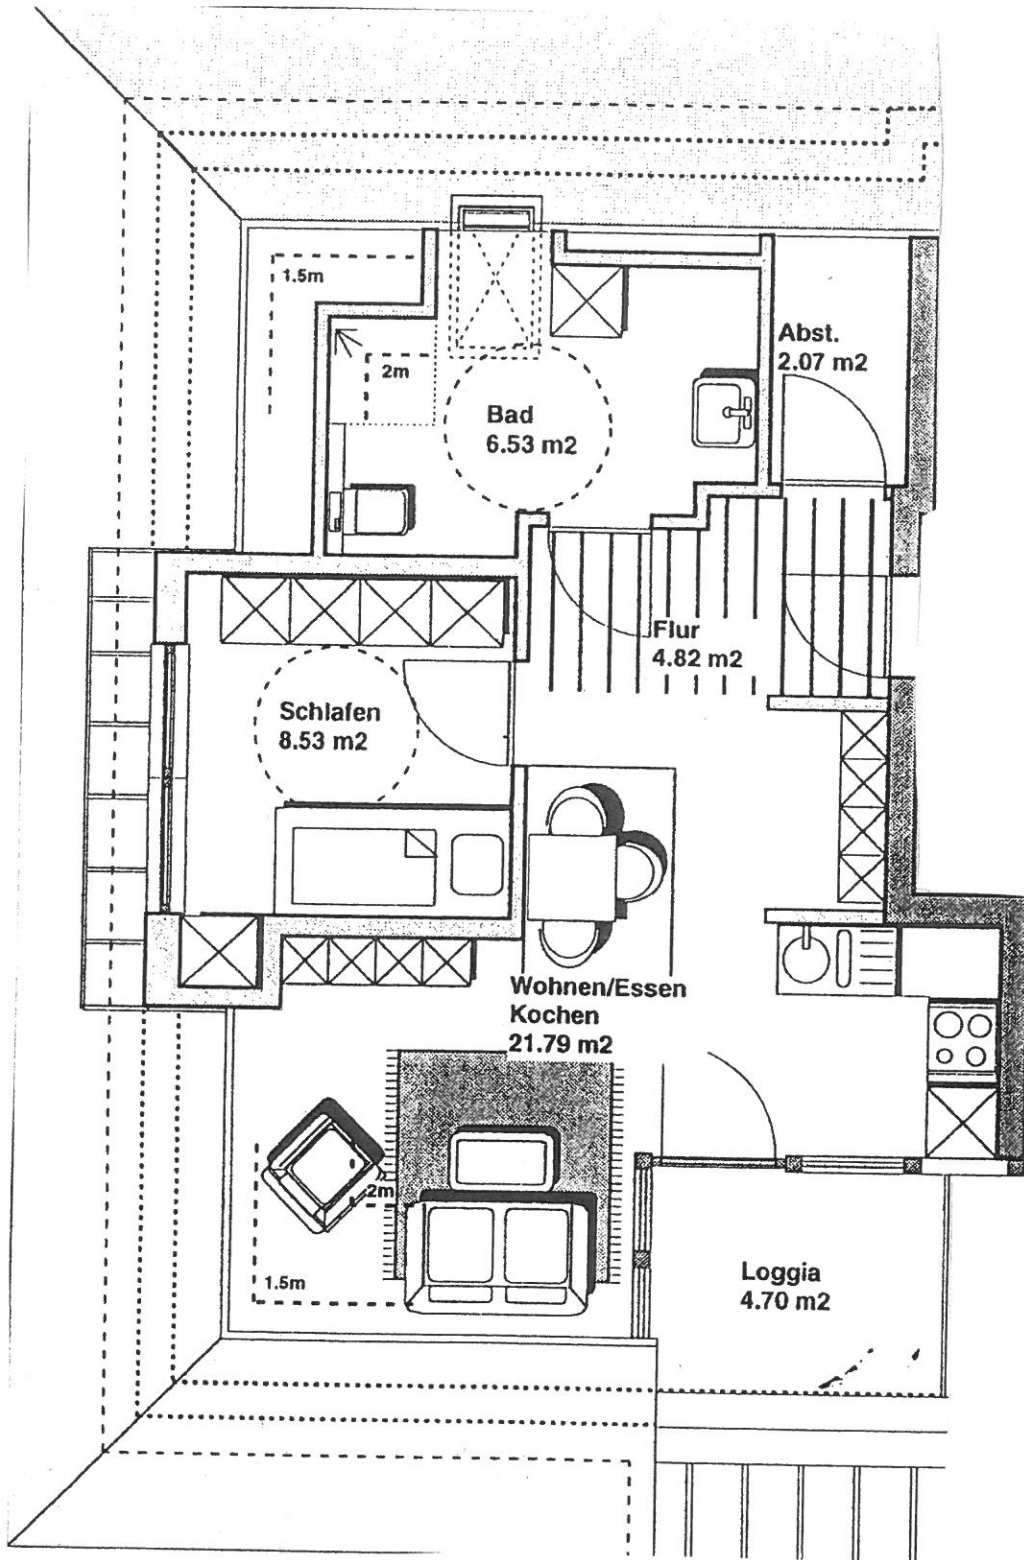 1.5m
Abst.
2.07 m2
2m
Bad
6.53 m2
Flur
4.82 m2
Schlafen
8.53 m2
Wohnen/Essen
Kochen
21.79 m2
2m
1.5m
Loggia
4.70 m2